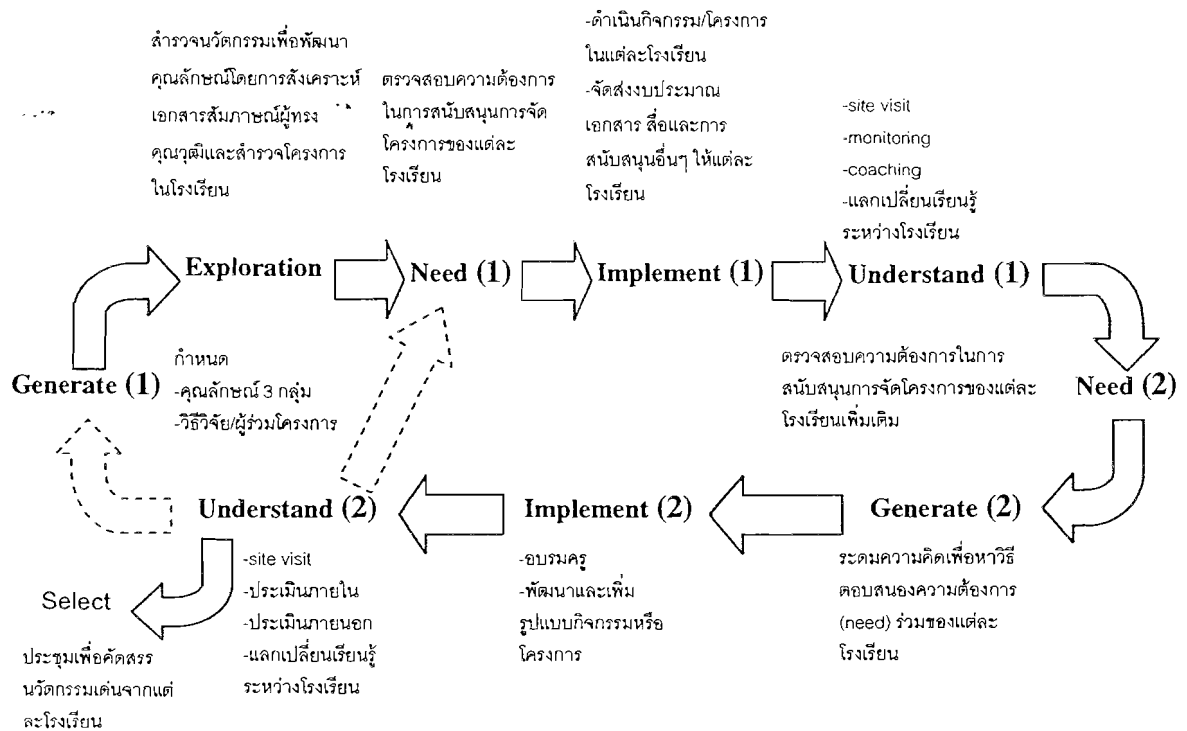 สำรวจนวัตกรรมเพื่อพัฒนา
คุณลักษณ์โดยการสังเคราะห์
เอกสารสัมภาษณ์ผู้ทรง
คุณวุฒิและสำรวจโครงการ
ในโรงเรียน
ตรวจสอบความต้องการ
ในการสนับสนุนการจัด
โครงการของแต่ละ
โรงเรียน
-ดำเนินกิจกรรม/โครงการ
ในแต่ละโรงเรียน
-จัดส่งงบประมาณ
เอกสาร สื่อและการ
สนับสนุนอื่นๆ ให้แต่ละ
โรงเรียน
-site visit
-monitoring
-coaching
-แลกเปลี่ยนเรียนรู้
ระหว่างโรงเรียน
Exploration
Need (1)
Implement (1)
Understand (1)
Generate (1)
กำหนด
-คุณลักษณ์ 3 กลุ่ม
-วิธีวิจัย/ผู้ร่วมโครงการ
ตรวจสอบความต้องการในการ
สนับสนุนการจัดโครงการของแต่ละ
โรงเรียนเพิ่มเติม
Need (2)
Understand (2)
Implement (2)
Generate (2)
Select
ประชุมเพื่อคัดสรร
นวัตกรรมเด่นจากแต่
ละโรงเรียน
-site visit
-ประเมินภายใน
-ประเมินภายนอก
-แลกเปลี่ยนเรียนรู้
ระหว่างโรงเรียน
-อบรมครู
-พัฒนาและเพิ่ม
รูปแบบกิจกรรมหรือ
โครงการ
ระดมความคิดเพื่อหาวิธี
ตอบสนองความต้องการ
(need) ร่วมของแต่ละ
โรงเรียน